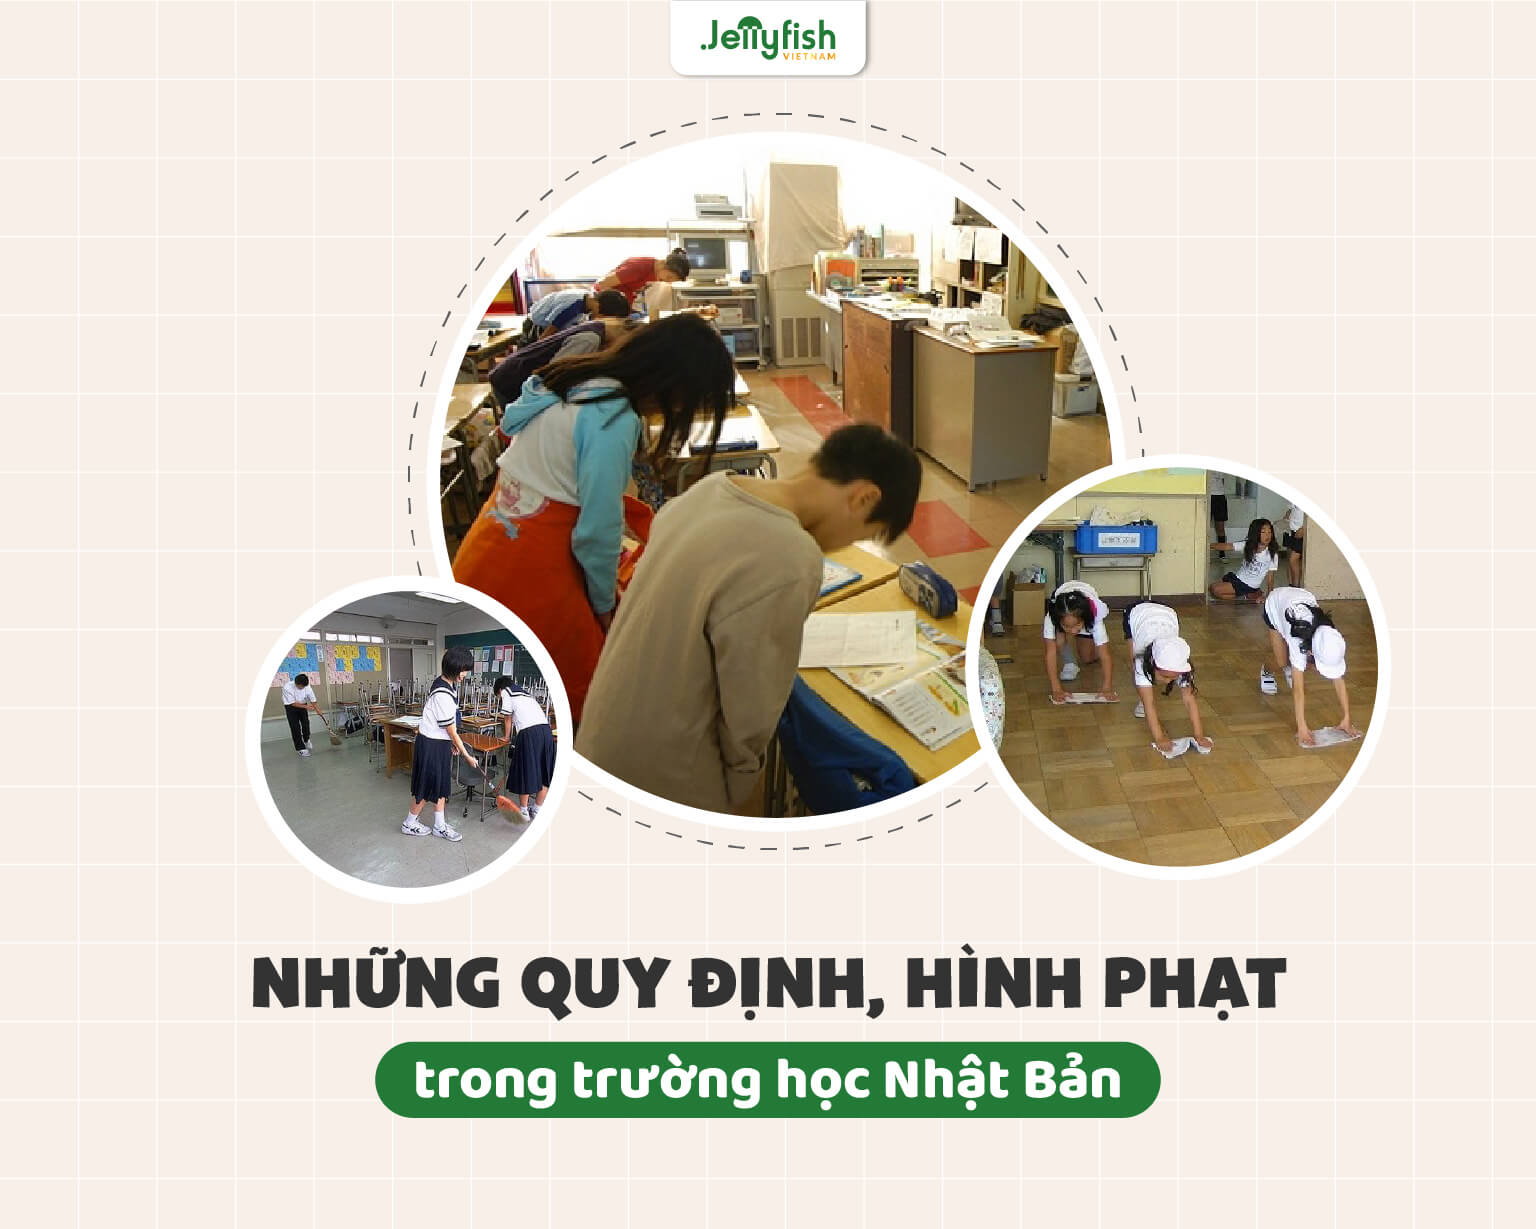 .Jellyfish
VIETNAM
NHỮNG QUY ĐỊNH, HÌNH PHẠT
trong trường học Nhật Bản